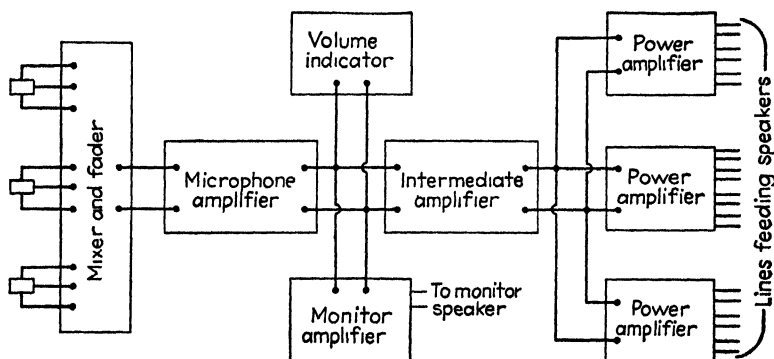 Mixer and fader
Microphone
amplifier
Volume
indicator
Monitor
amplifier
To monitor
speaker
Intermediate
amplifier
Power
amplifier
Power
amplifier
Power
amplifier
Lines feeding speakers